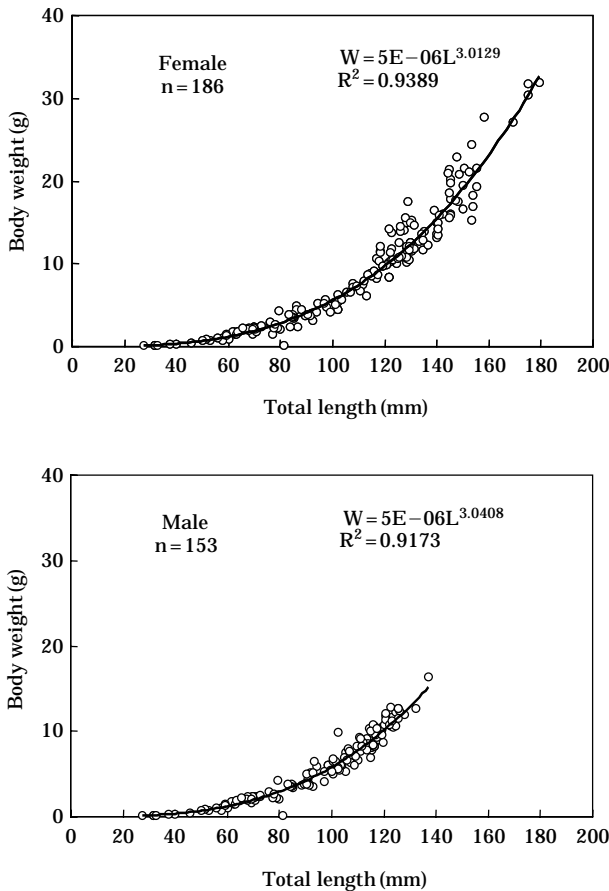 40
Female
n=186
W=5E−06L^3.0129
R²=0.9389
30
20
10
0
Body weight (g)
0 20 40 60 80 100 120 140 160 180 200
Total length (mm)
40
Male
n=153
W=5E−06L^3.0408
R²=0.9173
30
20
10
0
Body weight (g)
0 20 40 60 80 100 120 140 160 180 200
Total length (mm)